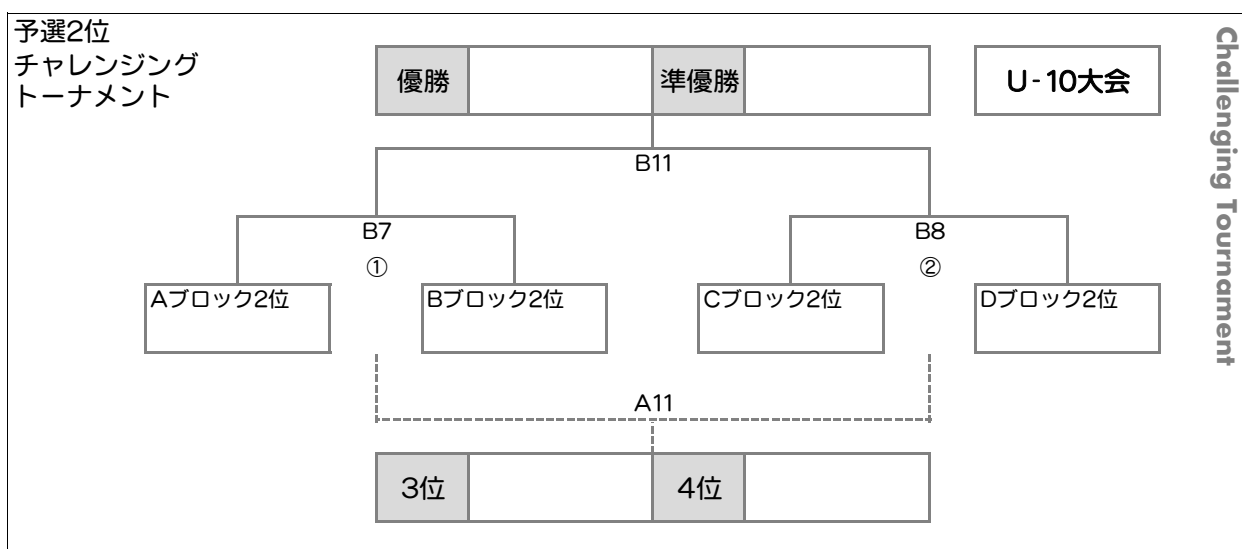 予選2位
チャレンジング
トーナメント
優勝
準優勝
U-10大会
Challenging Tournament
B11
B7
B8
①
②
Aブロック2位
Bブロック2位
Cブロック2位
Dブロック2位
A11
3位
4位